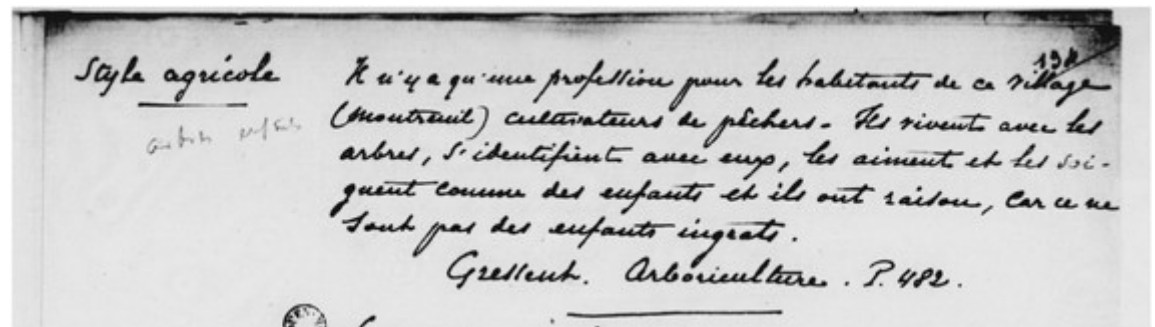 Style agricole
Il n'y a qu'une profession pour les habitants de ce village
(Montreuil) cultivateurs de pêchers. Ils vivent avec les
arbres, s'identifient avec eux, les aiment et les soi-
gnent comme des enfants et ils ont raison, car ce ne
sont pas des enfants ingrats.
Gressent. Arboriculture. P. 482.